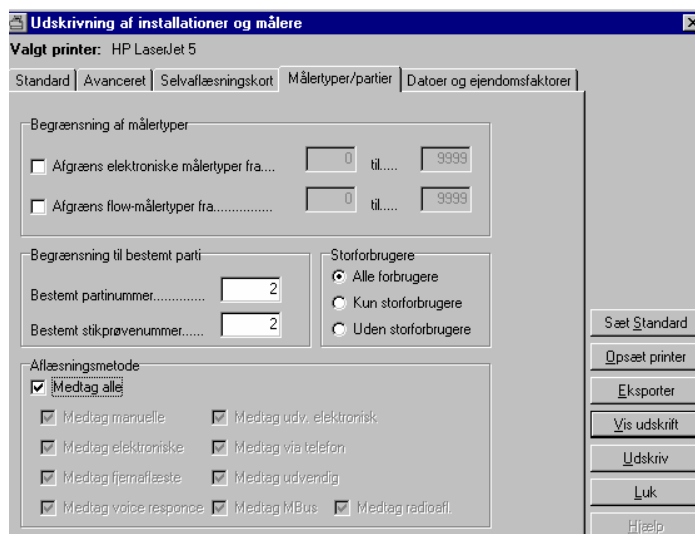 Udskrivning af installationer og målere
Valgt printer: HP LaserJet 5
Standard Avanceret Selvaflæsningskort Målertyper/partier Datoer og ejendomsfaktorer
Begrænsning af målertyper
Afgræns elektroniske målertyper fra.... 0 til..... 9999
Afgræns flow-målertyper fra................ 0 til..... 9999
Begrænsning til bestemt parti
Bestemt partinummer............. 2
Bestemt stikprøvenummer...... 2
Storforbrugere
Alle forbrugere
Kun storforbrugere
Uden storforbrugere
Aflæsningsmetode
Medtag alle
Medtag manuelle Medtag udv. elektronisk
Medtag elektroniske Medtag via telefon
Medtag fjernaflæste Medtag udvendig
Medtag voice responce Medtag MBus Medtag radioafl.
Sæt Standard
Opsæt printer
Eksporter
Vis udskrift
Udskriv
Luk
Hjælp